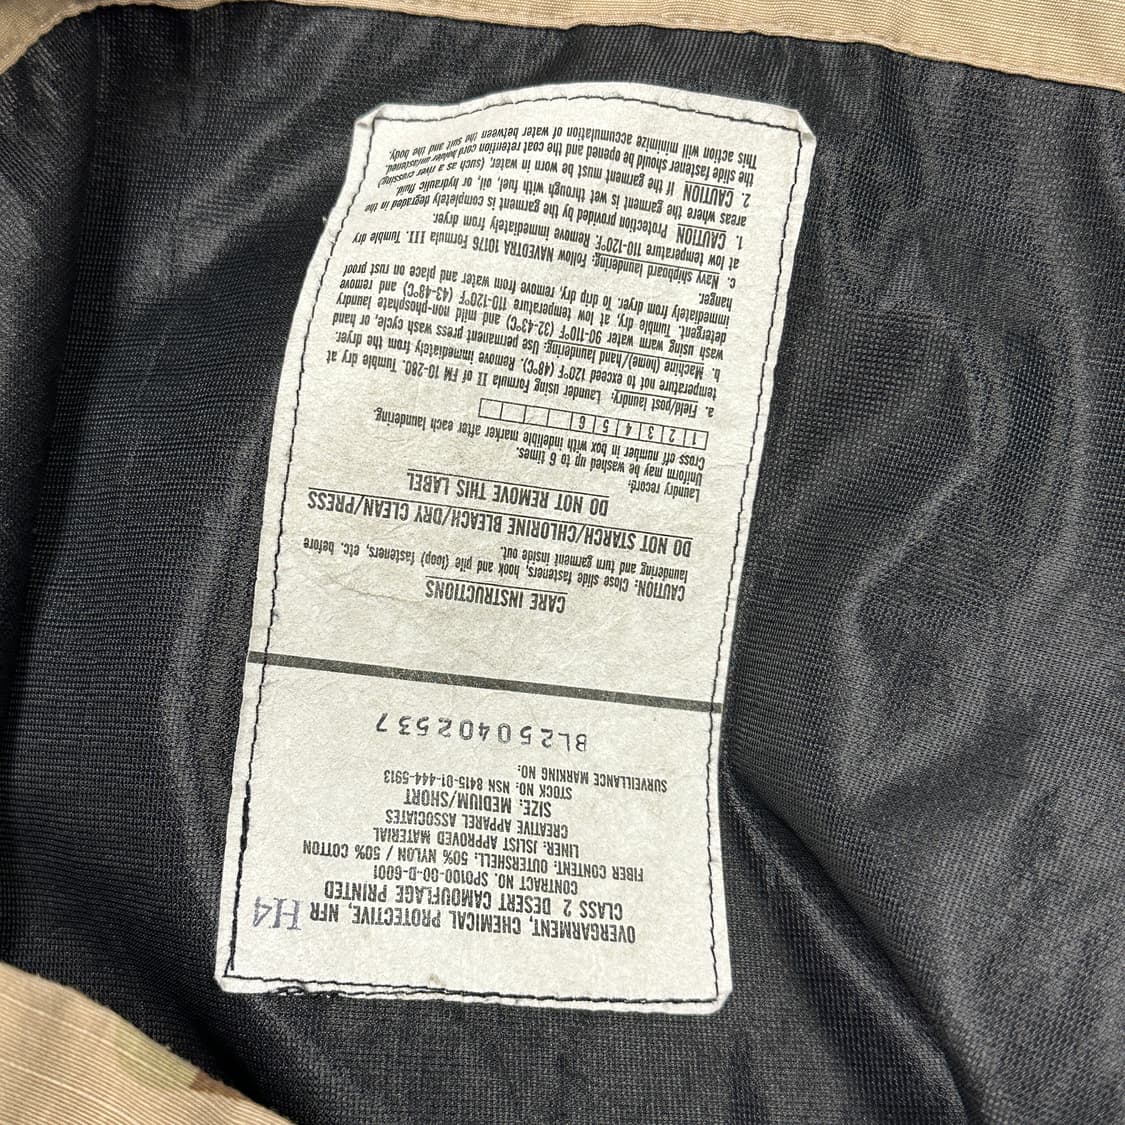 OVERGARMENT, CHEMICAL PROTECTIVE, NFR H4
CLASS 2 DESERT CAMOUFLAGE PRINTED
CONTRACT NO. SPO100-00-D-6001
FIBER CONTENT: OUTERSHELL, 50% NYLON / 50% COTTON
LINER: JSLIST APPROVED MATERIAL
CREATIVE APPAREL ASSOCIATES
SIZE: MEDIUM/SHORT
STOCK NO. NSN 8415-01-444-5913
SURVEILLANCE MARKING NO:
BL250402537
CARE INSTRUCTIONS
CAUTION: Close slide fasteners, hook and pile (loop) fasteners, etc. before
laundering and turn garment inside out.
DO NOT STARCH/CHLORINE BLEACH/DRY CLEAN/PRESS
DO NOT REMOVE THIS LABEL
Laundry record:
Uniform may be washed up to 6 times.
Cross off number in box with indelible marker after each laundering.
1 2 3 4 5 6
a. Field/post laundry: Launder using Formula II of FM 10-280. Tumble dry at
temperature not to exceed 120°F (48°C). Remove immediately from the dryer.
b. Machine (home)/hand laundering: Use permanent press wash cycle, or hand
wash using warm water 90-110°F (32-43°C) and mild non-phosphate laundry
detergent. Tumble dry, at low temperature 110-120°F (43-48°C) and remove
immediately from dryer. To drip dry, remove from water and place on rust proof
hanger.
c. Navy shipboard laundering: Follow NAVEDTRA 10176 Formula III. Tumble dry
at low temperature 110-120°F. Remove immediately from dryer.
1. CAUTION Protection provided by the garment is completely degraded in the
areas where the garment is wet through with fuel, oil, or hydraulic fluid.
2. CAUTION If the garment must be worn in water, (such as a river crossing)
the slide fastener should be opened and the coat retention cord and/or unfastened.
This action will minimize accumulation of water between the suit and the body.